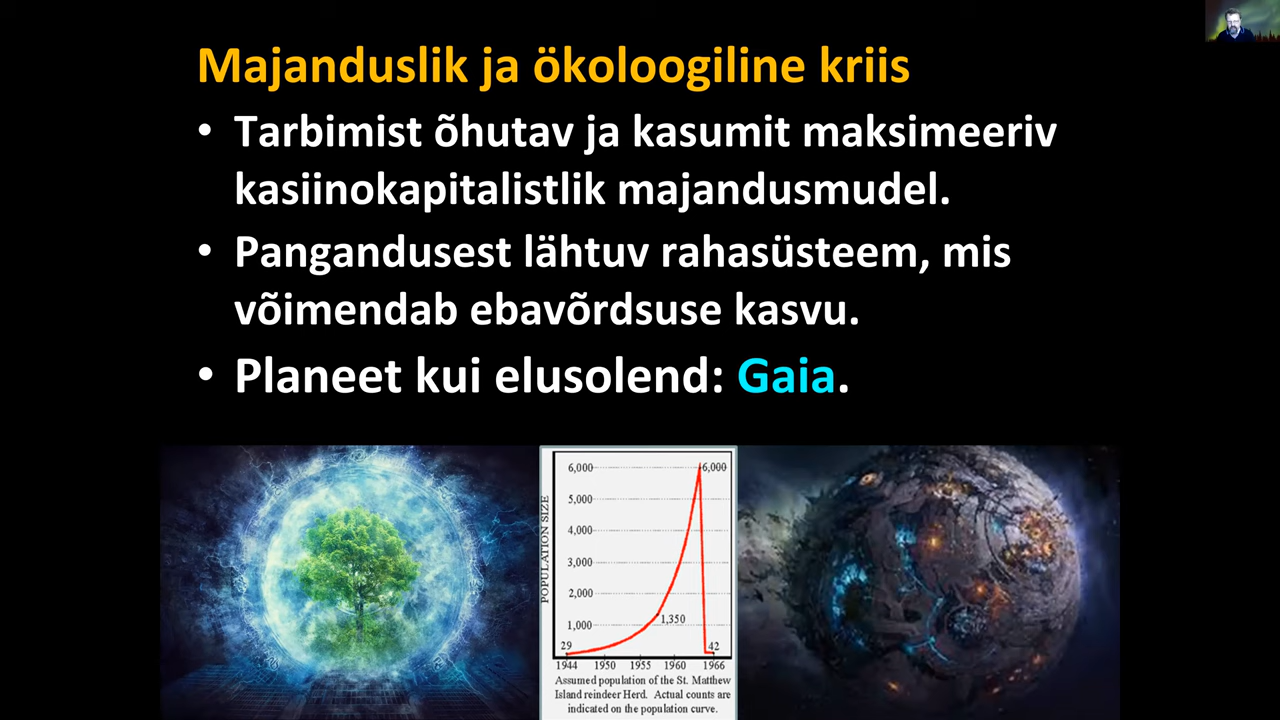 Majanduslik ja ökoloogiline kriis
• Tarbimist õhutav ja kasumit maksimeeriv
kasiinokapitalistlik majandusmudel.
• Pangandusest lähtuv rahasüsteem, mis
võimendab ebavõrdsuse kasvu.
• Planeet kui elusolend: Gaia.
POPULATION SIZE
6,000
6,000
5,000
4,000
3,000
2,000
1,350
1,000
29
42
1944 1950 1955 1960 1966
Assumed population of the St. Matthew
Island reindeer Herd. Actual counts are
indicated on the population curve.